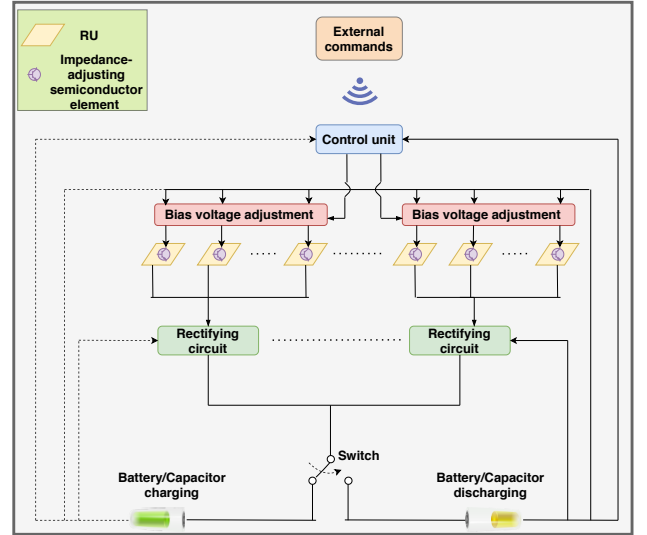 RU
Impedance-
adjusting
semiconductor
element
External
commands
Control unit
Bias voltage adjustment
Bias voltage adjustment
Rectifying
circuit
Rectifying
circuit
Switch
Battery/Capacitor
charging
Battery/Capacitor
discharging